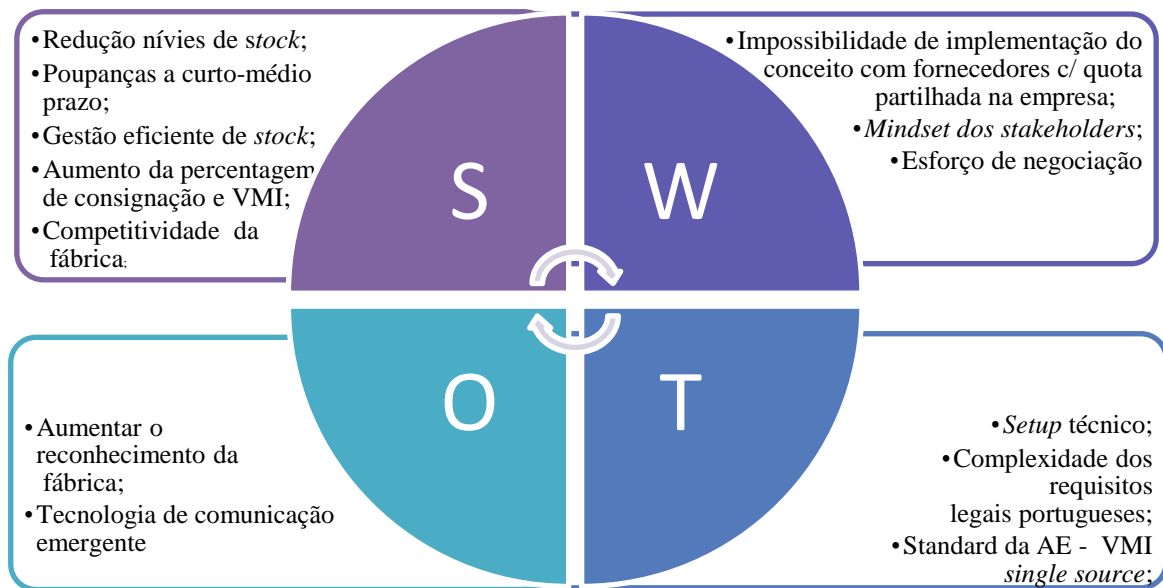 •Redução nívies de stock;
•Poupanças a curto-médio
prazo;
•Gestão eficiente de stock;
•Aumento da percentagem
de consignação e VMI;
•Competitividade da
fábrica;
S
•Impossibilidade de implementação do
conceito com fornecedores c/ quota
partilhada na empresa;
•Mindset dos stakeholders;
•Esforço de negociação
W
•Aumentar o
reconhecimento da
fábrica;
•Tecnologia de comunicação
emergente
O
•Setup técnico;
•Complexidade dos
requisitos
legais portugueses;
•Standard da AE - VMI
single source;
T